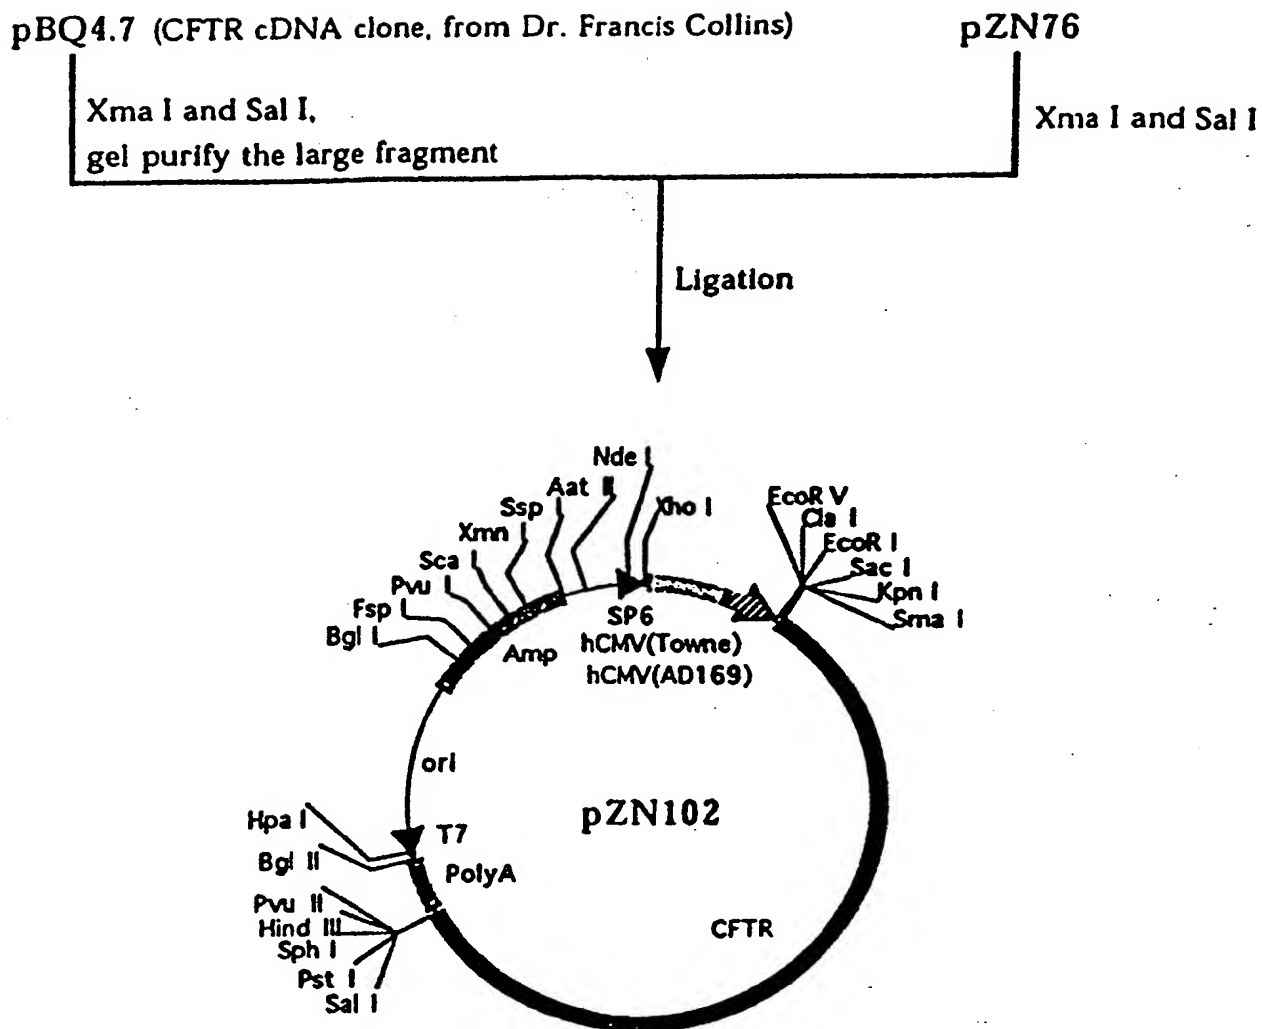 pBQ4.7 (CFTR cDNA clone, from Dr. Francis Collins)
pZN76
Xma I and Sal I,
gel purify the large fragment
Xma I and Sal I
Ligation
Nde I
Aat II
Ssp I
Xmn I
Sca I
Pvu I
Fsp I
Bgl I
Xho I
EcoR V
Cla I
EcoR I
Sac I
Kpn I
Sma I
SP6
hCMV(Towne)
hCMV(AD169)
Amp
ori
pZN102
Hpa I
T7
Bgl II
PolyA
Pvu II
Hind III
Sph I
Pst I
Sal I
CFTR